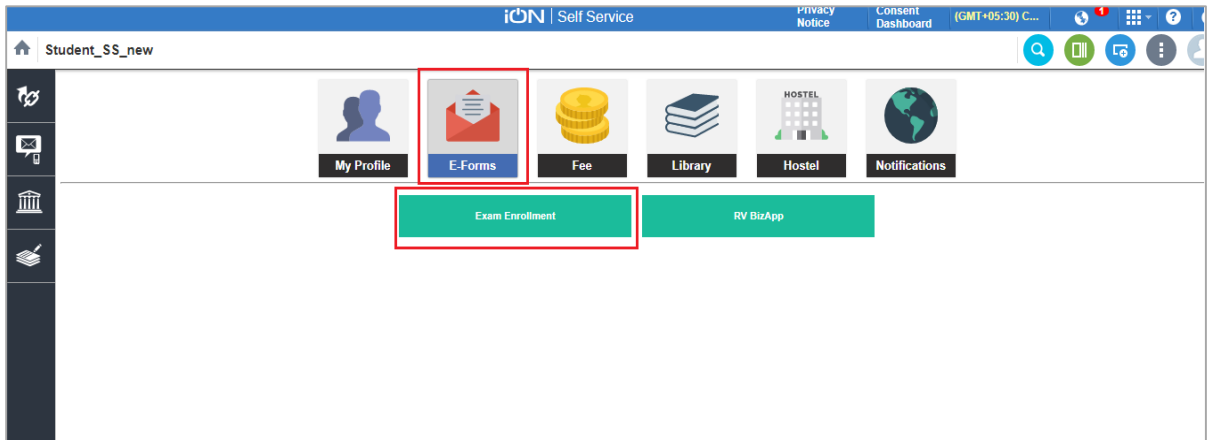 iON | Self Service
Privacy
Notice
Consent
Dashboard
(GMT+05:30) C...
1
?
Student_SS_new
HOSTEL
My Profile
E-Forms
Fee
Library
Hostel
Notifications
Exam Enrollment
RV BizApp